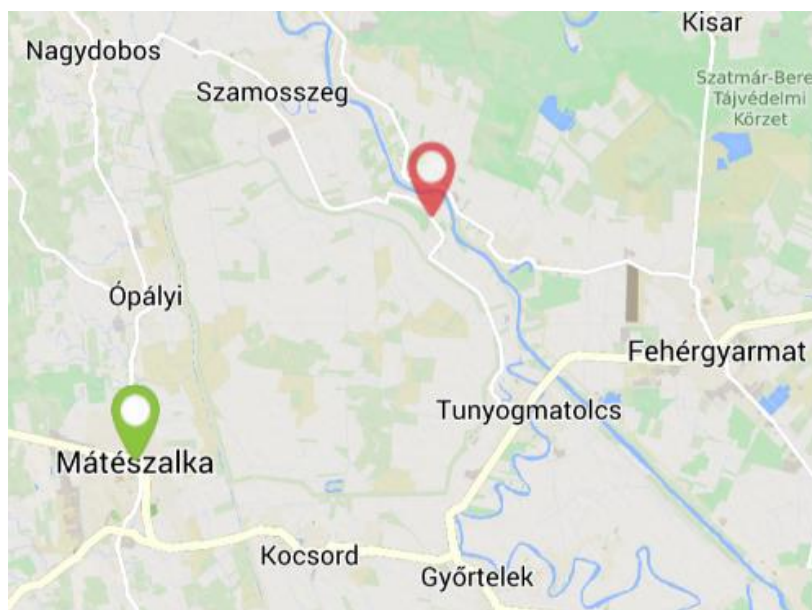 Kisar
Nagydobos
Szamosszeg
Szatmár-Bere
Tájvédelmi
Körzet
Ópályi
Fehérgyarmat
Tunyogmatolcs
Mátészalka
Kocsord
Győrtelek